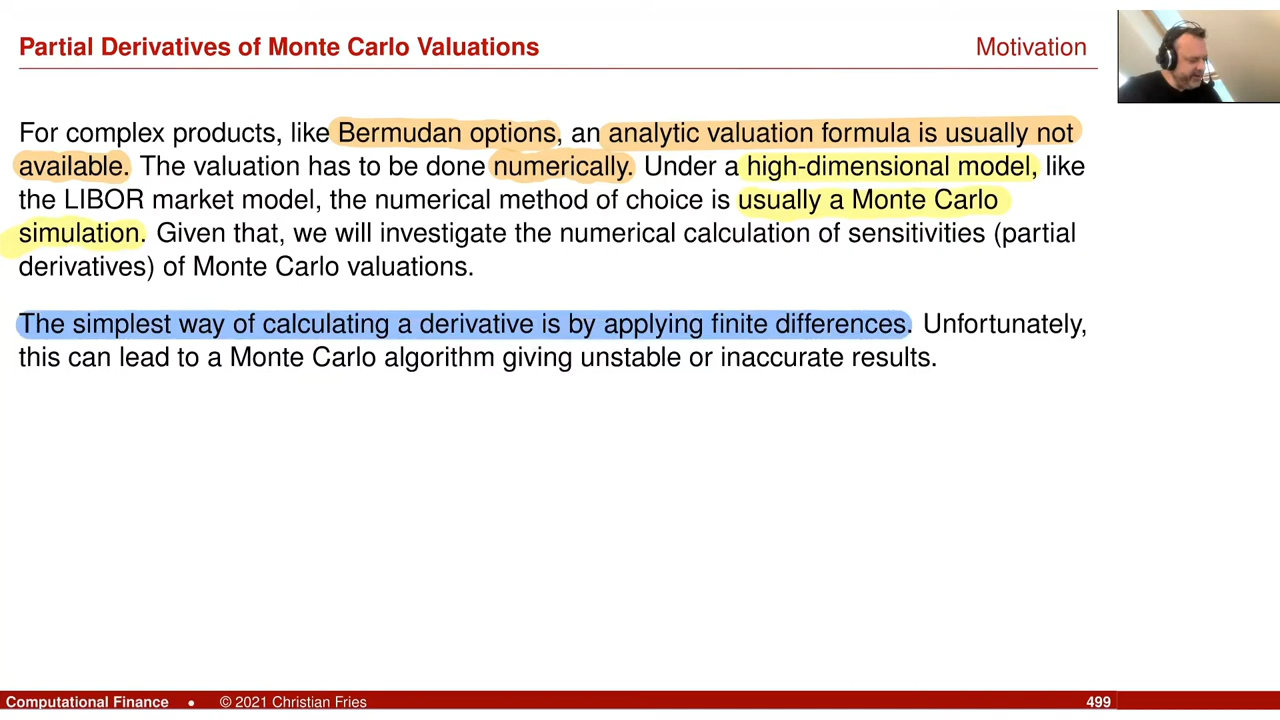 Partial Derivatives of Monte Carlo Valuations
Motivation
For complex products, like Bermudan options, an analytic valuation formula is usually not
available. The valuation has to be done numerically. Under a high-dimensional model, like
the LIBOR market model, the numerical method of choice is usually a Monte Carlo
simulation. Given that, we will investigate the numerical calculation of sensitivities (partial
derivatives) of Monte Carlo valuations.
The simplest way of calculating a derivative is by applying finite differences. Unfortunately,
this can lead to a Monte Carlo algorithm giving unstable or inaccurate results.
Computational Finance • © 2021 Christian Fries 499